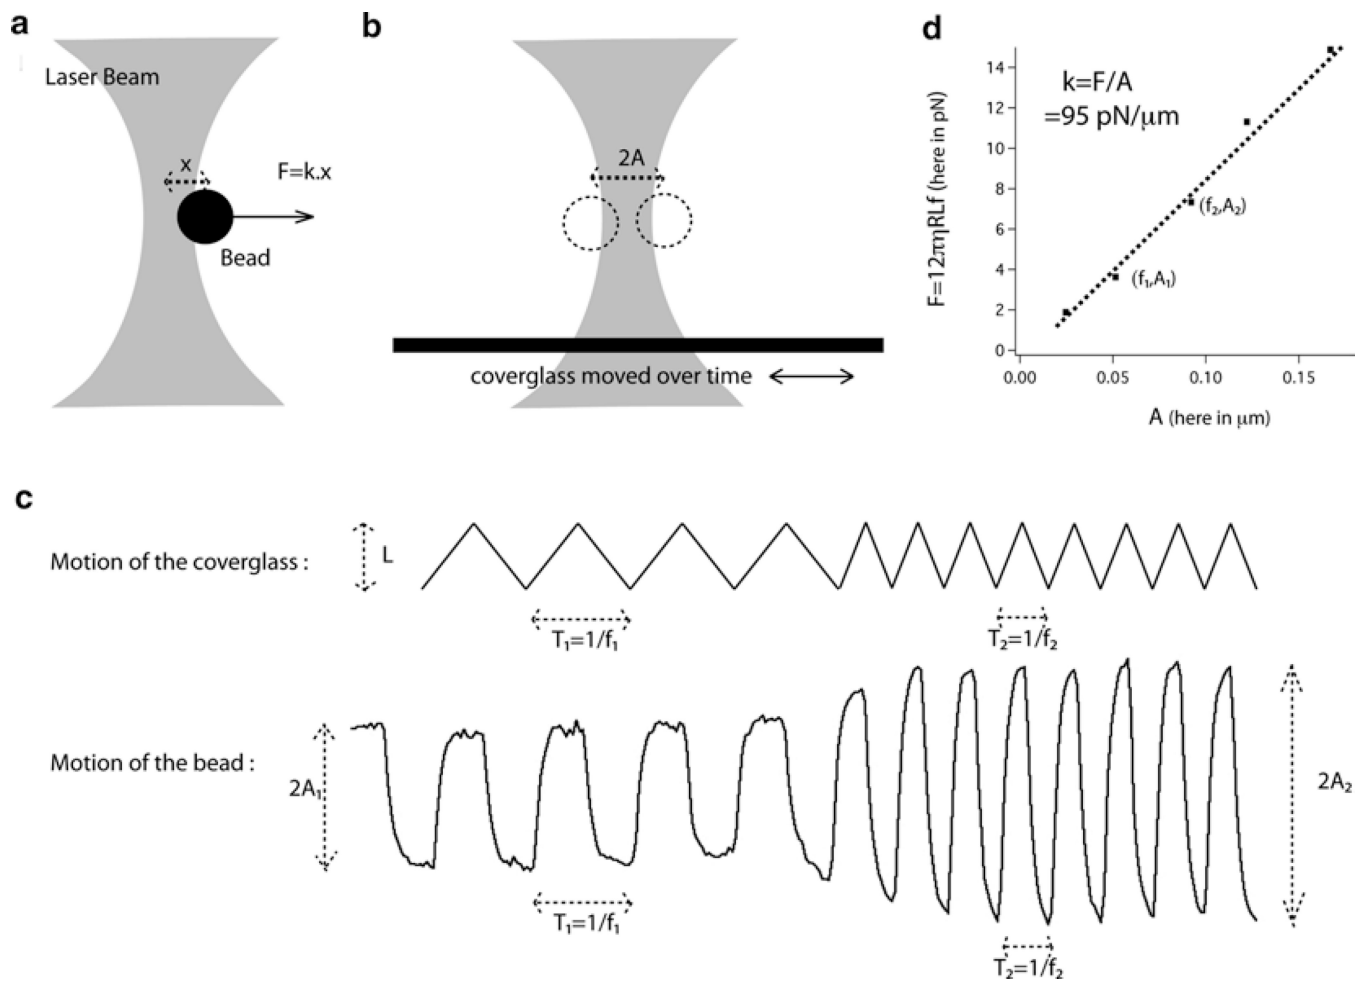 a
Laser Beam
x
F=k.x
Bead
b
2A
coverglass moved over time
d
F=12πηRLf (here in pN)
14
12
10
8
6
4
2
0
k=F/A
=95 pN/μm
(f₂,A₂)
(f₁,A₁)
0.00 0.05 0.10 0.15
A (here in μm)
c
Motion of the coverglass :
L
T₁=1/f₁
T₂=1/f₂
Motion of the bead :
2A₁
2A₂
T₁=1/f₁
T₂=1/f₂